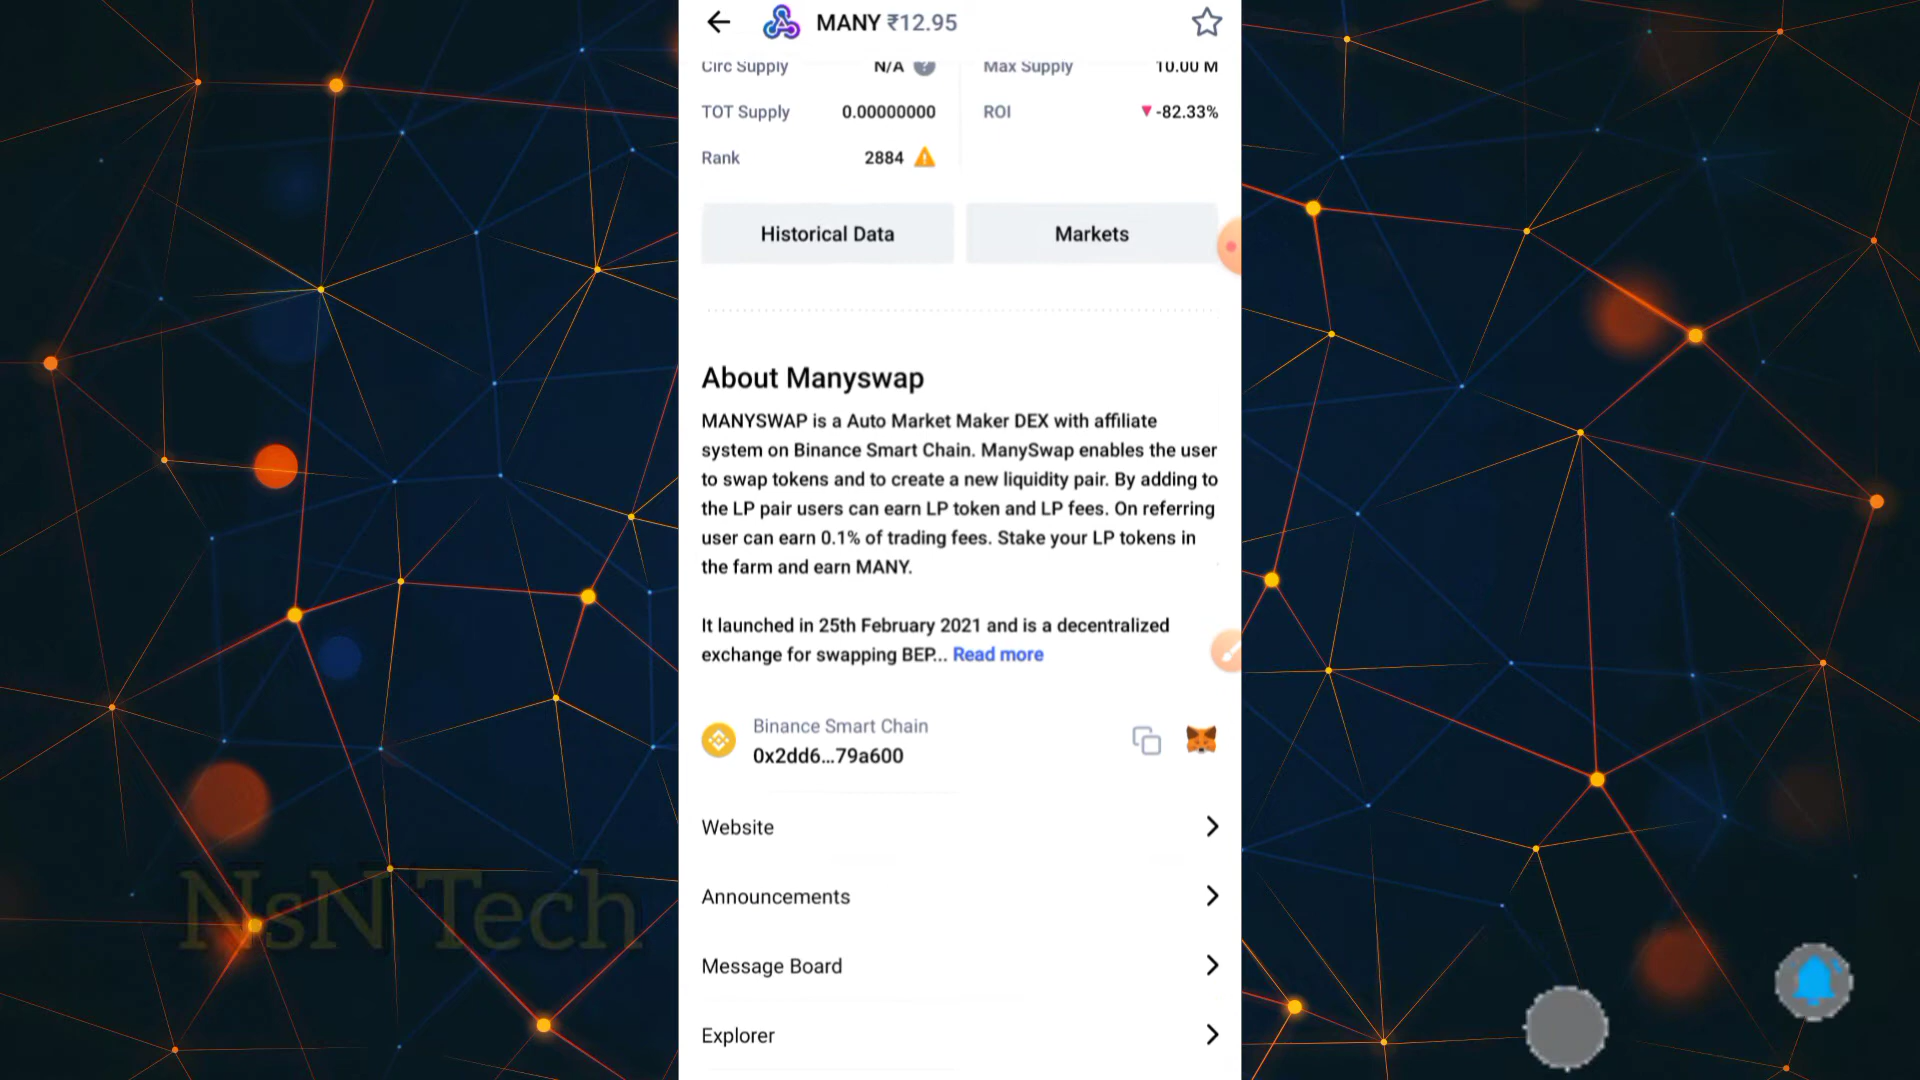 MANY ₹12.95
Circ Supply N/A ? Max Supply 10.00 M
TOT Supply 0.00000000 ROI ▼ -82.33%
Rank 2884
Historical Data Markets
About Manyswap
MANYSWAP is a Auto Market Maker DEX with affiliate
system on Binance Smart Chain. ManySwap enables the user
to swap tokens and to create a new liquidity pair. By adding to
the LP pair users can earn LP token and LP fees. On referring
user can earn 0.1% of trading fees. Stake your LP tokens in
the farm and earn MANY.
It launched in 25th February 2021 and is a decentralized
exchange for swapping BEP... Read more
Binance Smart Chain
0x2dd6...79a600
Website
Announcements
Message Board
Explorer
NsN Tech